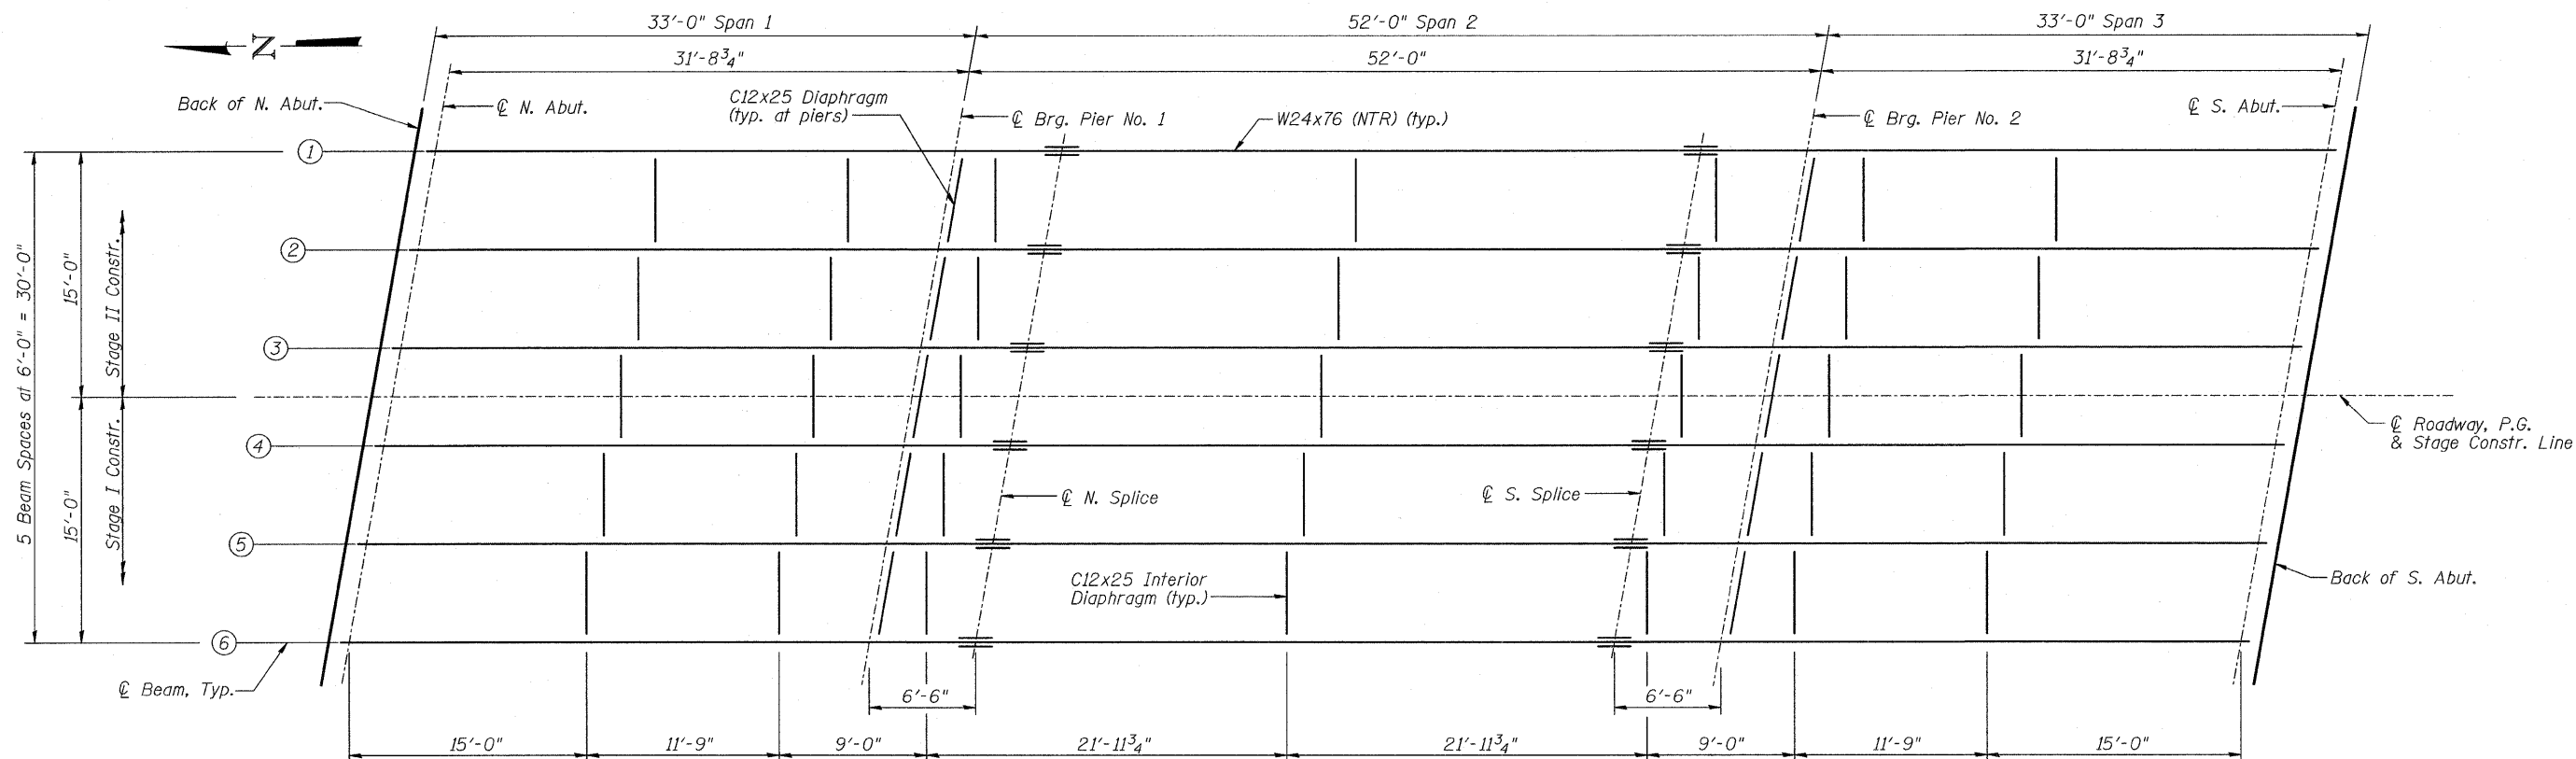 33'-0" Span 1
52'-0" Span 2
33'-0" Span 3
N
31'-8¾"
52'-0"
31'-8¾"
Back of N. Abut.
℄ N. Abut.
C12x25 Diaphragm
(typ. at piers)
℄ Brg. Pier No. 1
W24x76 (NTR) (typ.)
℄ Brg. Pier No. 2
℄ S. Abut.
1
2
3
4
5
6
5 Beam Spaces at 6'-0" = 30'-0"
15'-0"
15'-0"
Stage II Constr.
Stage I Constr.
℄ Roadway, P.G.
& Stage Constr. Line
℄ N. Splice
℄ S. Splice
C12x25 Interior
Diaphragm (typ.)
Back of S. Abut.
℄ Beam, Typ.
6'-6"
6'-6"
15'-0"
11'-9"
9'-0"
21'-11¾"
21'-11¾"
9'-0"
11'-9"
15'-0"